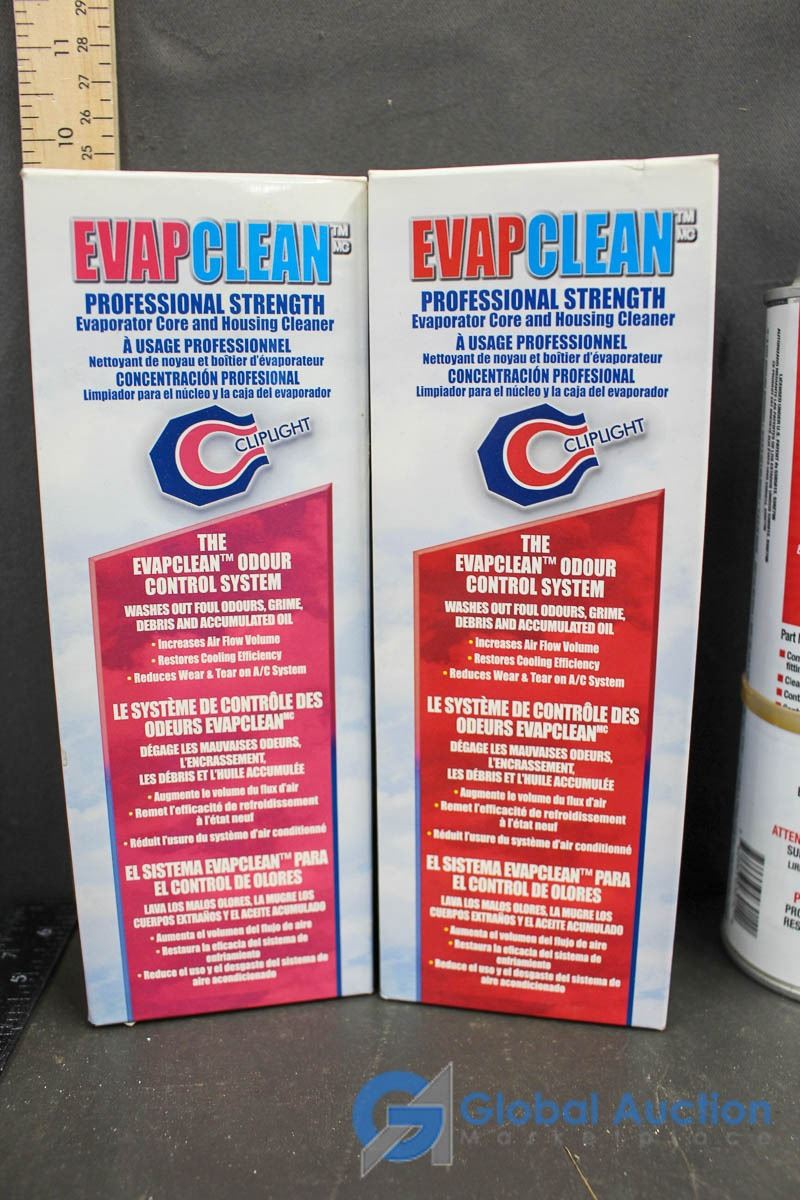 29
11
28
27
10
26
25
EVAPCLEAN™ MC
PROFESSIONAL STRENGTH
Evaporator Core and Housing Cleaner
À USAGE PROFESSIONNEL
Nettoyant de noyau et boîtier d'évaporateur
CONCENTRACIÓN PROFESIONAL
Limpiador para el núcleo y la caja del evaporador
CLIPLIGHT
THE
EVAPCLEAN™ ODOUR
CONTROL SYSTEM
WASHES OUT FOUL ODOURS, GRIME,
DEBRIS AND ACCUMULATED OIL
• Increases Air Flow Volume
• Restores Cooling Efficiency
• Reduces Wear & Tear on A/C System
LE SYSTÈME DE CONTRÔLE DES
ODEURS EVAPCLEAN MC
DÉGAGE LES MAUVAISES ODEURS,
L'ENCRASSEMENT,
LES DÉBRIS ET L'HUILE ACCUMULÉE
• Augmente le volume du flux d'air
• Remet l'efficacité de refroidissement
à l'état neuf
• Réduit l'usure du système d'air conditionné
EL SISTEMA EVAPCLEAN™ PARA
EL CONTROL DE OLORES
LAVA LOS MALOS OLORES, LA MUGRE LOS
CUERPOS EXTRAÑOS Y EL ACEITE ACUMULADO
• Aumenta el volumen del flujo de aire
• Restaura la eficacia del sistema de
enfriamiento
• Reduce el uso y el desgaste del sistema de
aire acondicionado
EVAPCLEAN™ MC
PROFESSIONAL STRENGTH
Evaporator Core and Housing Cleaner
À USAGE PROFESSIONNEL
Nettoyant de noyau et boîtier d'évaporateur
CONCENTRACIÓN PROFESIONAL
Limpiador para el núcleo y la caja del evaporador
CLIPLIGHT
THE
EVAPCLEAN™ ODOUR
CONTROL SYSTEM
WASHES OUT FOUL ODOURS, GRIME,
DEBRIS AND ACCUMULATED OIL
• Increases Air Flow Volume
• Restores Cooling Efficiency
• Reduces Wear & Tear on A/C System
LE SYSTÈME DE CONTRÔLE DES
ODEURS EVAPCLEAN MC
DÉGAGE LES MAUVAISES ODEURS,
L'ENCRASSEMENT,
LES DÉBRIS ET L'HUILE ACCUMULÉE
• Augmente le volume du flux d'air
• Remet l'efficacité de refroidissement
à l'état neuf
• Réduit l'usure du système d'air conditionné
EL SISTEMA EVAPCLEAN™ PARA
EL CONTROL DE OLORES
LAVA LOS MALOS OLORES, LA MUGRE LOS
CUERPOS EXTRAÑOS Y EL ACEITE ACUMULADO
• Aumenta el volumen del flujo de aire
• Restaura la eficacia del sistema de
enfriamiento
• Reduce el uso y el desgaste del sistema de
aire acondicionado
Part
ATTEN
SU
P
PRO
RES
Global Auction
Marketplace